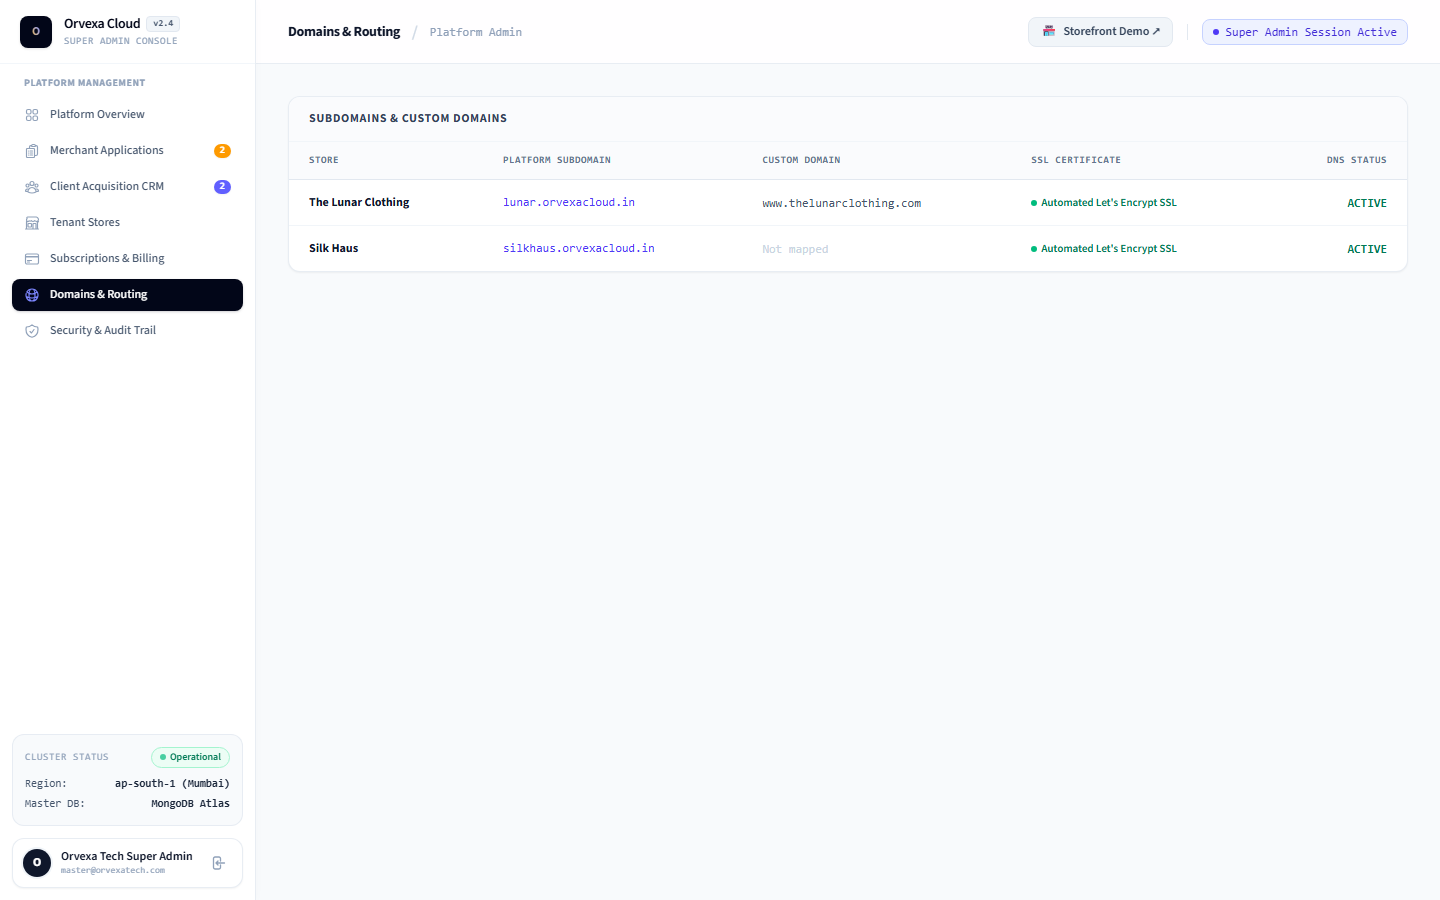 O
Orvexa Cloud v2.4
SUPER ADMIN CONSOLE
PLATFORM MANAGEMENT
Platform Overview
Merchant Applications 2
Client Acquisition CRM 2
Tenant Stores
Subscriptions & Billing
Domains & Routing
Security & Audit Trail
CLUSTER STATUS Operational
Region: ap-south-1 (Mumbai)
Master DB: MongoDB Atlas
O
Orvexa Tech Super Admin
master@orvexatech.com
Domains & Routing / Platform Admin
Storefront Demo ↗
Super Admin Session Active
SUBDOMAINS & CUSTOM DOMAINS
STORE PLATFORM SUBDOMAIN CUSTOM DOMAIN SSL CERTIFICATE DNS STATUS
The Lunar Clothing lunar.orvexacloud.in www.thelunarclothing.com Automated Let's Encrypt SSL ACTIVE
Silk Haus silkhaus.orvexacloud.in Not mapped Automated Let's Encrypt SSL ACTIVE